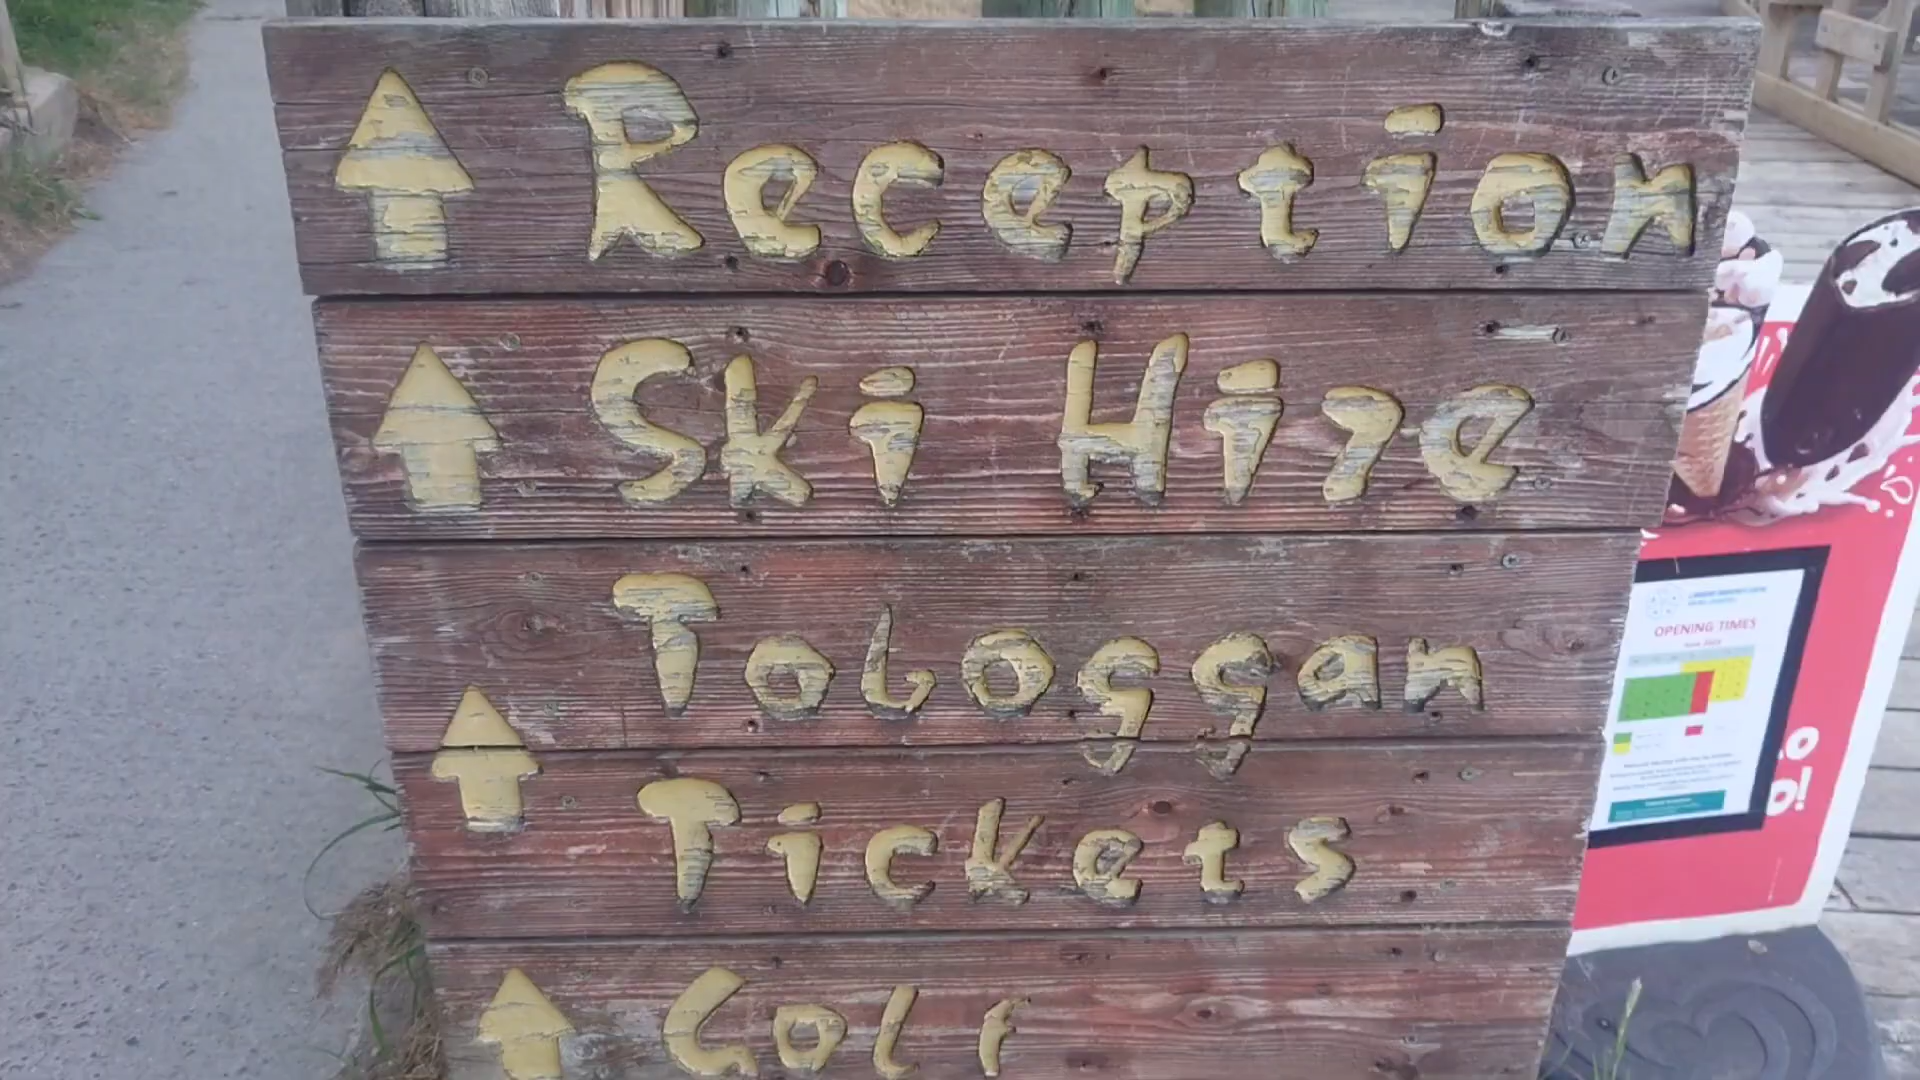 Reception
Ski Hire
Toboggan
Tickets
Golf
OPENING TIMES